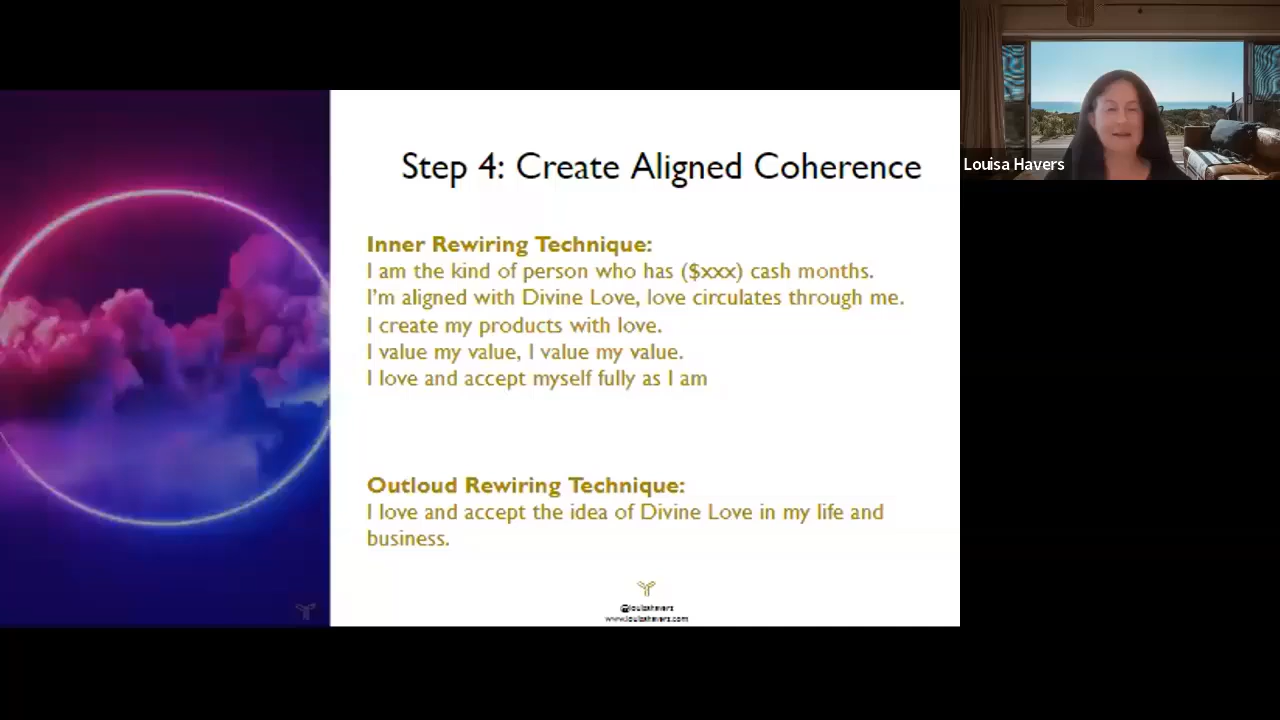 Step 4: Create Aligned Coherence
Louisa Havers
Inner Rewiring Technique:
I am the kind of person who has ($xxx) cash months.
I'm aligned with Divine Love, love circulates through me.
I create my products with love.
I value my value, I value my value.
I love and accept myself fully as I am
Outloud Rewiring Technique:
I love and accept the idea of Divine Love in my life and
business.
@louisahavers
www.louisahavers.com